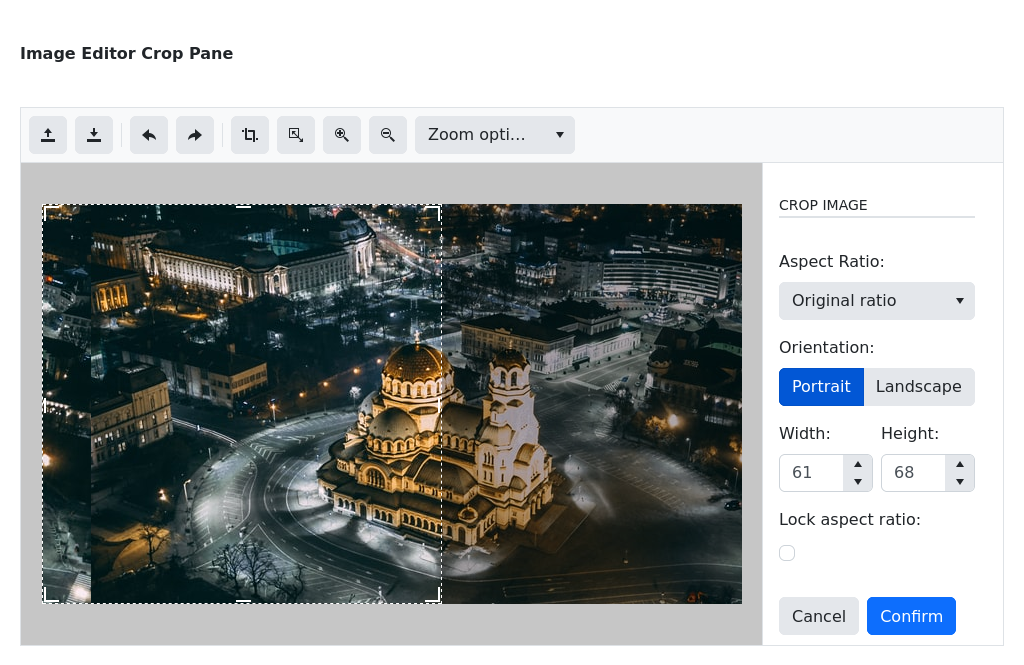 Image Editor Crop Pane
Zoom opti...
CROP IMAGE
Aspect Ratio:
Original ratio
Orientation:
Portrait Landscape
Width: Height:
61 68
Lock aspect ratio:
Cancel Confirm